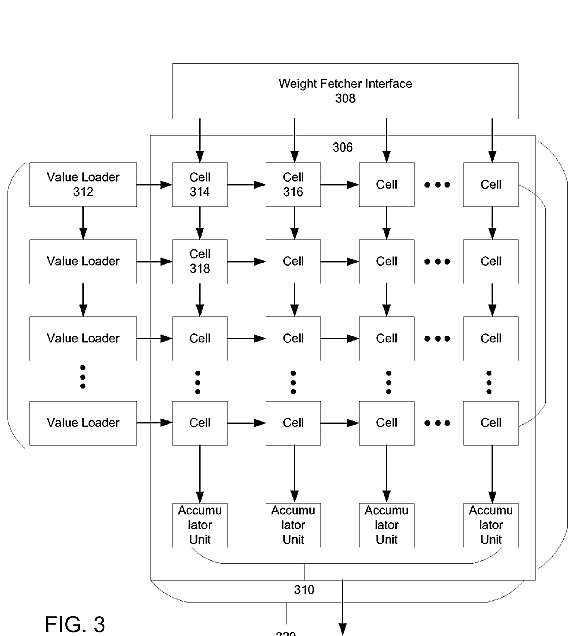 Weight Fetcher Interface
308
306
Value Loader
312
Cell
314
Cell
316
Cell
Cell
Value Loader
Cell
318
Cell
Cell
Cell
Value Loader
Cell
Cell
Cell
Cell
Value Loader
Cell
Cell
Cell
Cell
Accumu
lator
Unit
Accumu
lator
Unit
Accumu
lator
Unit
Accumu
lator
Unit
310
FIG. 3